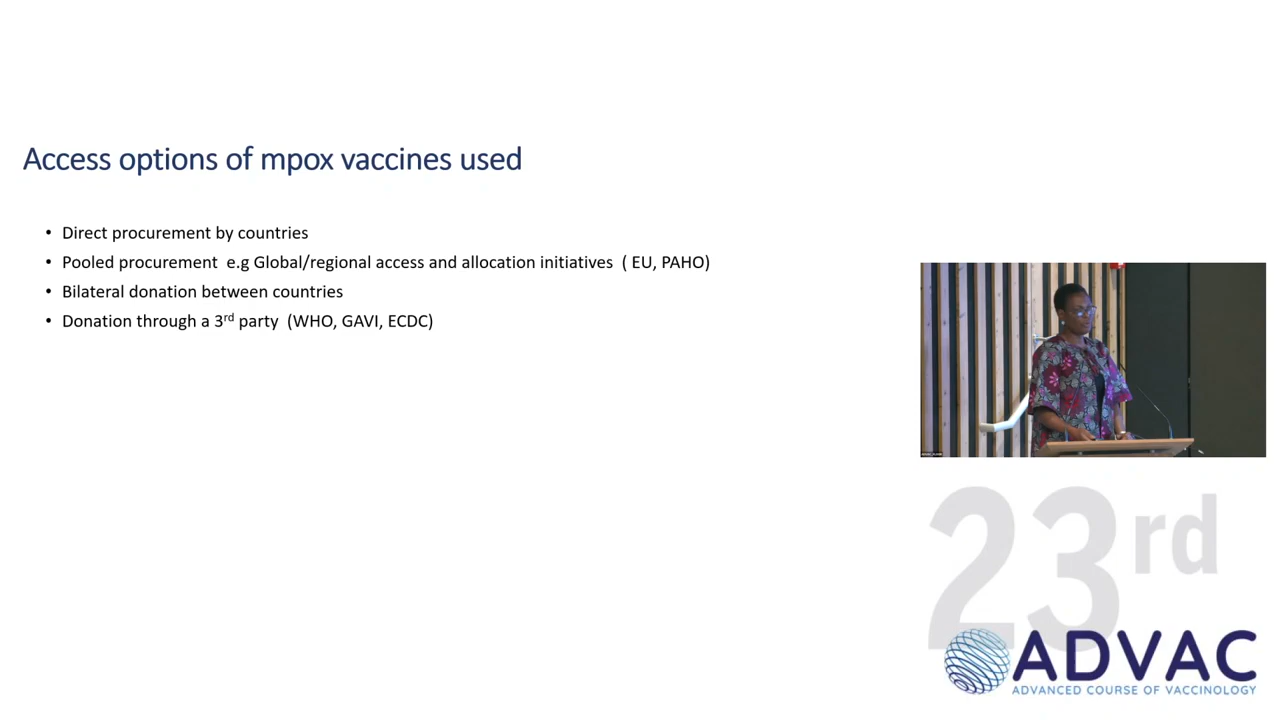 Access options of mpox vaccines used
• Direct procurement by countries
• Pooled procurement e.g Global/regional access and allocation initiatives ( EU, PAHO)
• Bilateral donation between countries
• Donation through a 3rd party (WHO, GAVI, ECDC)
23rd
ADVAC
ADVANCED COURSE OF VACCINOLOGY